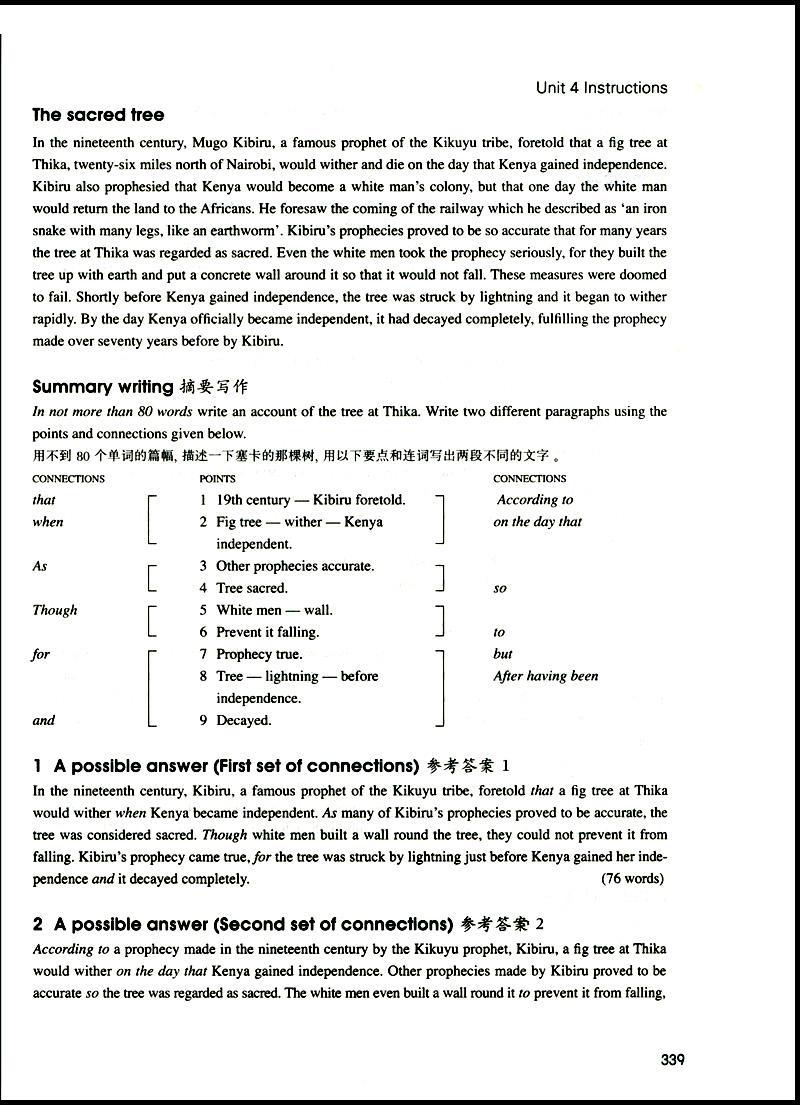 Unit 4 Instructions
The sacred tree
In the nineteenth century, Mugo Kibiru, a famous prophet of the Kikuyu tribe, foretold that a fig tree at
Thika, twenty-six miles north of Nairobi, would wither and die on the day that Kenya gained independence.
Kibiru also prophesied that Kenya would become a white man's colony, but that one day the white man
would return the land to the Africans. He foresaw the coming of the railway which he described as 'an iron
snake with many legs, like an earthworm'. Kibiru's prophecies proved to be so accurate that for many years
the tree at Thika was regarded as sacred. Even the white men took the prophecy seriously, for they built the
tree up with earth and put a concrete wall around it so that it would not fall. These measures were doomed
to fail. Shortly before Kenya gained independence, the tree was struck by lightning and it began to wither
rapidly. By the day Kenya officially became independent, it had decayed completely, fulfilling the prophecy
made over seventy years before by Kibiru.
Summary writing 摘要写作
In not more than 80 words write an account of the tree at Thika. Write two different paragraphs using the
points and connections given below.
用不到 80 个单词的篇幅, 描述一下塞卡的那棵树, 用以下要点和连词写出两段不同的文字。
CONNECTIONS POINTS CONNECTIONS
that 1 19th century — Kibiru foretold. According to
when 2 Fig tree — wither — Kenya on the day that
independent.
As 3 Other prophecies accurate.
4 Tree sacred. so
Though 5 White men — wall.
6 Prevent it falling. to
for 7 Prophecy true. but
8 Tree — lightning — before After having been
independence.
and 9 Decayed.
1 A possible answer (First set of connections) 参考答案 1
In the nineteenth century, Kibiru, a famous prophet of the Kikuyu tribe, foretold that a fig tree at Thika
would wither when Kenya became independent. As many of Kibiru's prophecies proved to be accurate, the
tree was considered sacred. Though white men built a wall round the tree, they could not prevent it from
falling. Kibiru's prophecy came true, for the tree was struck by lightning just before Kenya gained her inde-
pendence and it decayed completely. (76 words)
2 A possible answer (Second set of connections) 参考答案 2
According to a prophecy made in the nineteenth century by the Kikuyu prophet, Kibiru, a fig tree at Thika
would wither on the day that Kenya gained independence. Other prophecies made by Kibiru proved to be
accurate so the tree was regarded as sacred. The white men even built a wall round it to prevent it from falling,
339